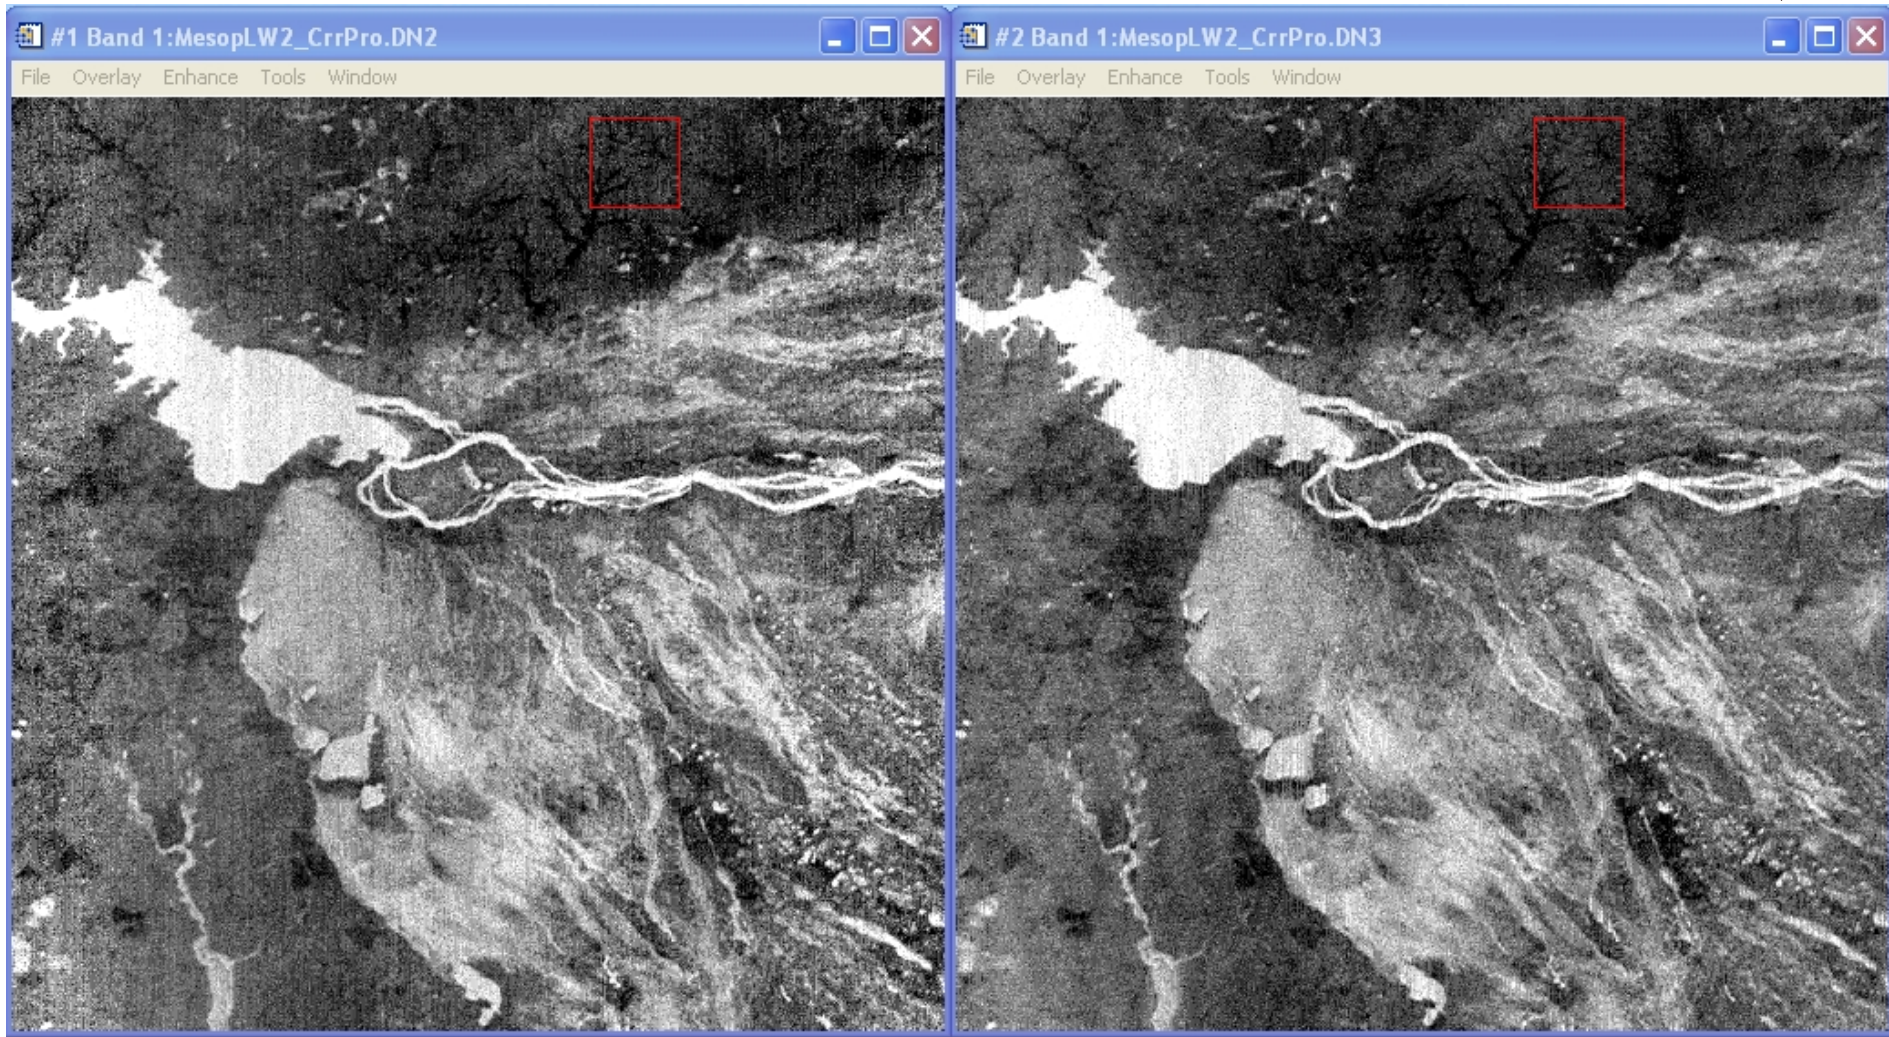 #1 Band 1:MesopLW2_CrrPro.DN2
File Overlay Enhance Tools Window
#2 Band 1:MesopLW2_CrrPro.DN3
File Overlay Enhance Tools Window